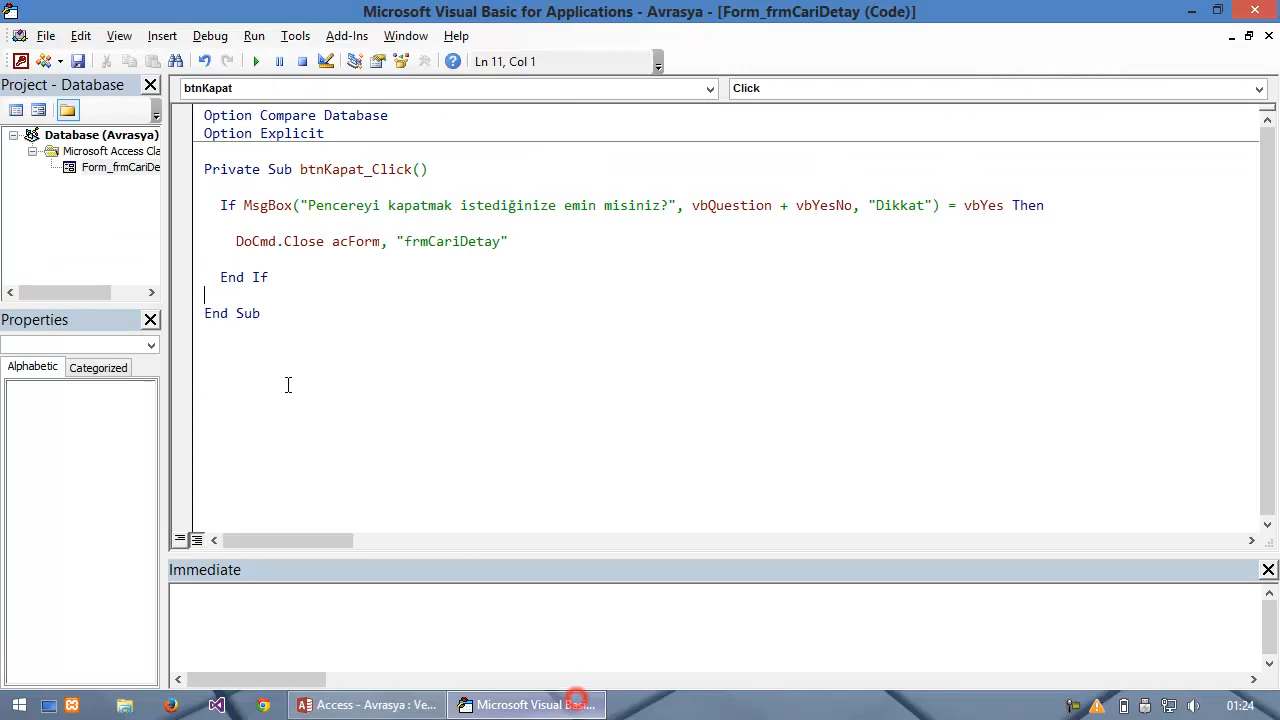 Microsoft Visual Basic for Applications - Avrasya - [Form_frmCariDetay (Code)]
File Edit View Insert Format Debug Run Tools Add-Ins Window Help
Ln 11, Col 1
Project - Database
btnKapat
Click
Database (Avrasya)
Microsoft Access Cla
Form_frmCariDe
Option Compare Database
Option Explicit
Private Sub btnKapat_Click()
If MsgBox("Pencereyi kapatmak istediğinize emin misiniz?", vbQuestion + vbYesNo, "Dikkat") = vbYes Then
DoCmd.Close acForm, "frmCariDetay"
End If
End Sub
Properties
Alphabetic Categorized
Immediate
Access - Avrasya : Ve...
Microsoft Visual Basi...
01:24